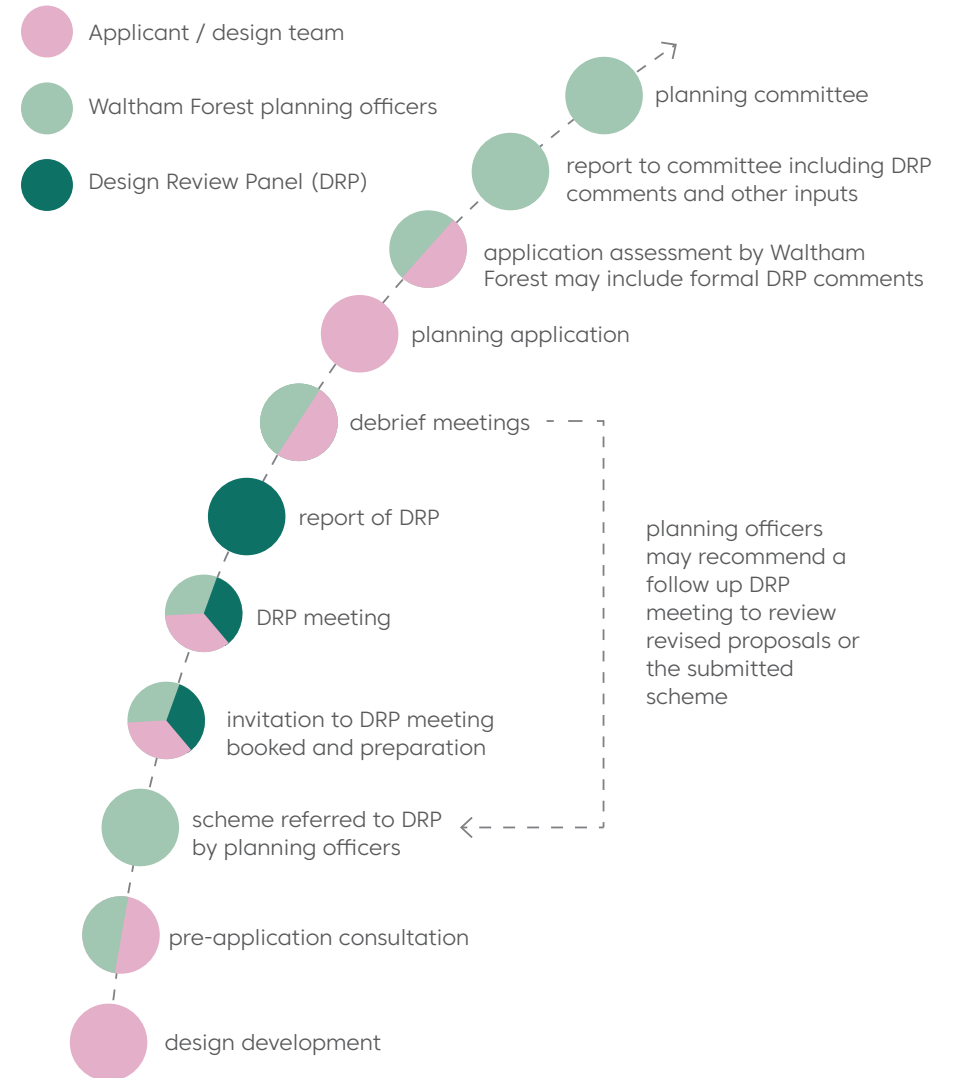 Applicant / design team
Waltham Forest planning officers
Design Review Panel (DRP)
planning committee
report to committee including DRP
comments and other inputs
application assessment by Waltham
Forest may include formal DRP comments
planning application
debrief meetings
report of DRP
planning officers
may recommend a
follow up DRP
meeting to review
revised proposals or
the submitted
scheme
DRP meeting
invitation to DRP meeting
booked and preparation
scheme referred to DRP
by planning officers
pre-application consultation
design development